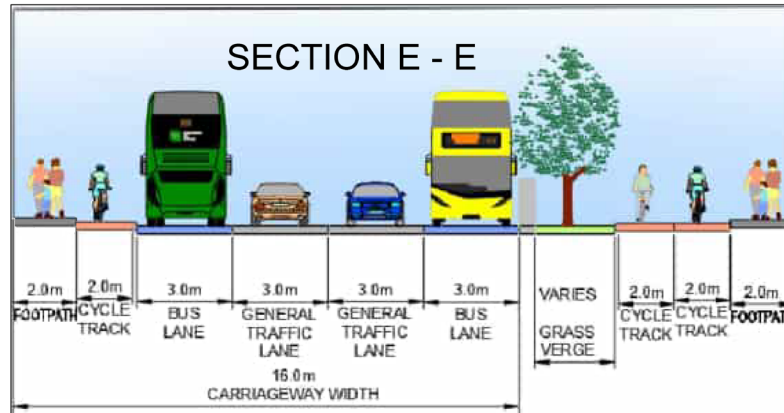 SECTION E - E
2.0m 2.0m 3.0m 3.0m 3.0m 3.0m VARIES 2.0m 2.0m 2.0m
FOOTPATH CYCLE TRACK BUS LANE GENERAL TRAFFIC LANE GENERAL TRAFFIC LANE BUS LANE GRASS VERGE CYCLE TRACK CYCLE TRACK FOOTPATH
16.0m
CARRIAGEWAY WIDTH